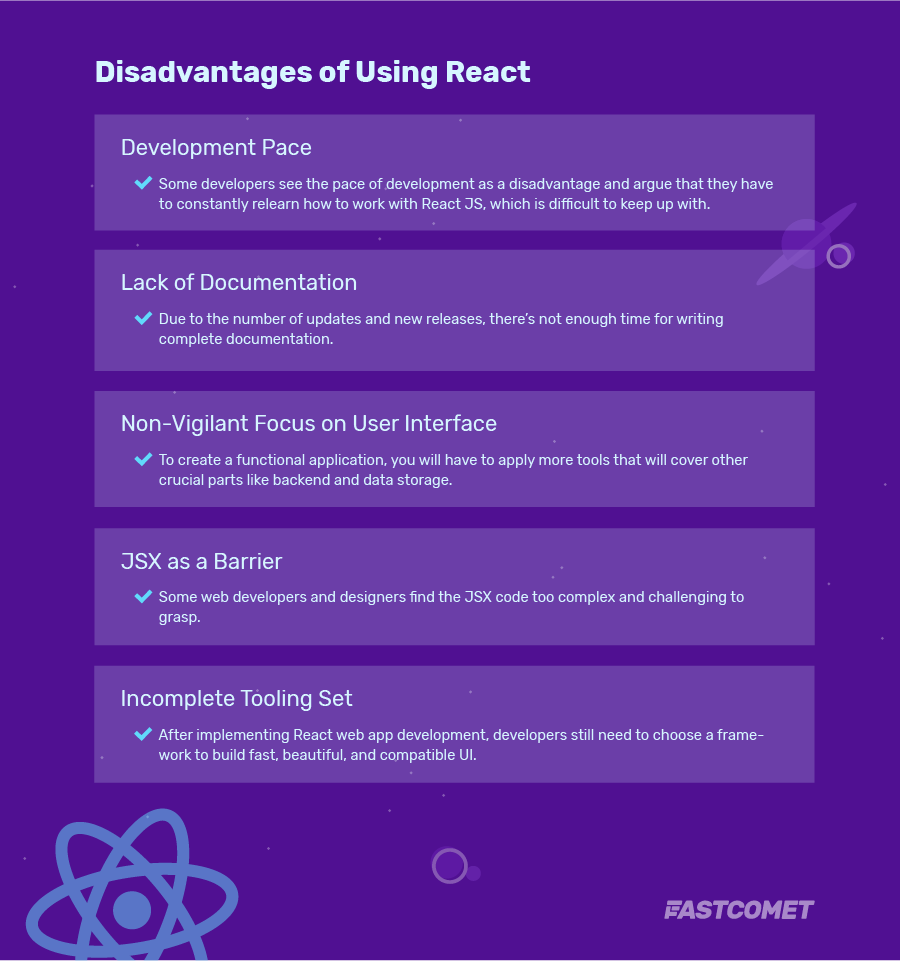 Disadvantages of Using React
Development Pace
Some developers see the pace of development as a disadvantage and argue that they have
to constantly relearn how to work with React JS, which is difficult to keep up with.
Lack of Documentation
Due to the number of updates and new releases, there’s not enough time for writing
complete documentation.
Non-Vigilant Focus on User Interface
To create a functional application, you will have to apply more tools that will cover other
crucial parts like backend and data storage.
JSX as a Barrier
Some web developers and designers find the JSX code too complex and challenging to
grasp.
Incomplete Tooling Set
After implementing React web app development, developers still need to choose a frame-
work to build fast, beautiful, and compatible UI.
FASTCOMET